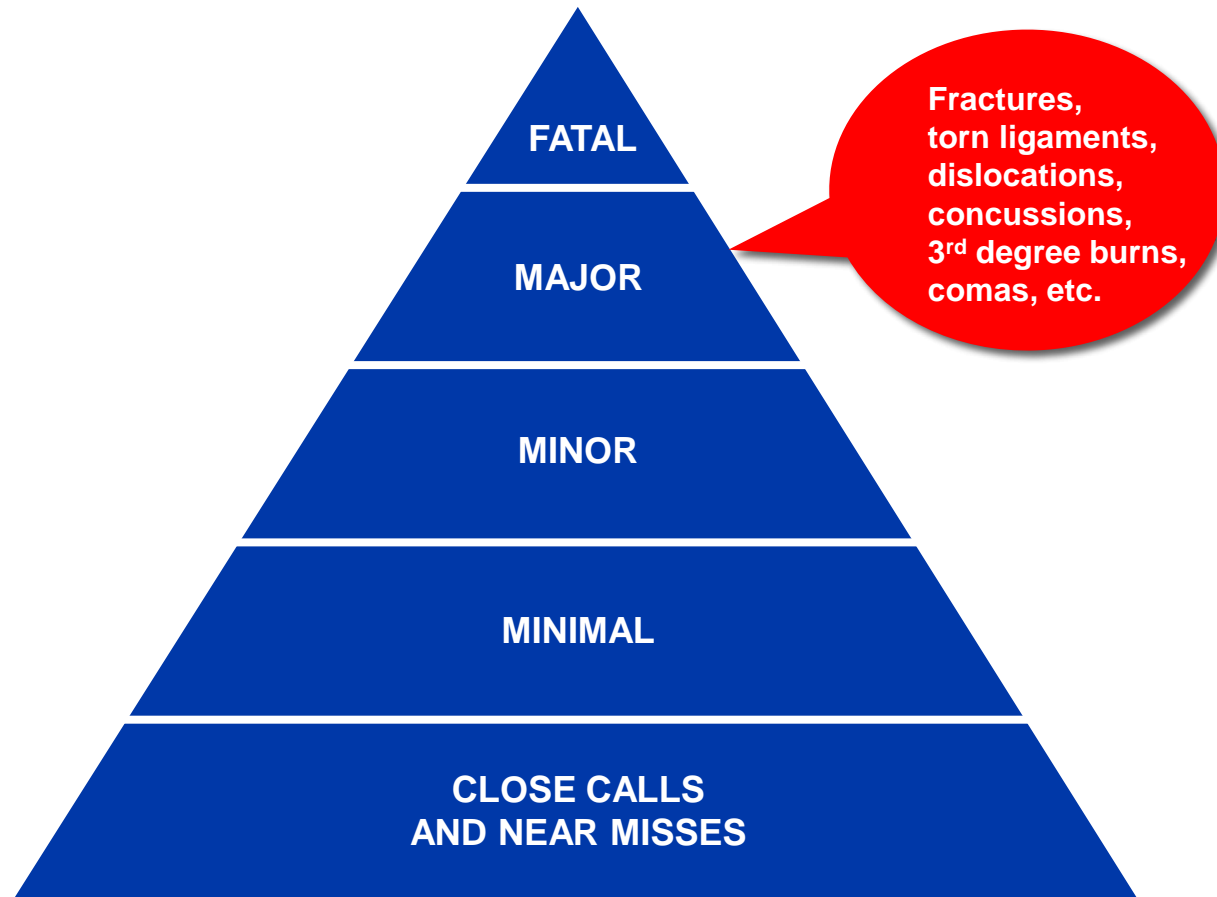 FATAL
Fractures,
torn ligaments,
dislocations,
concussions,
3rd degree burns,
comas, etc.
MAJOR
MINOR
MINIMAL
CLOSE CALLS
AND NEAR MISSES